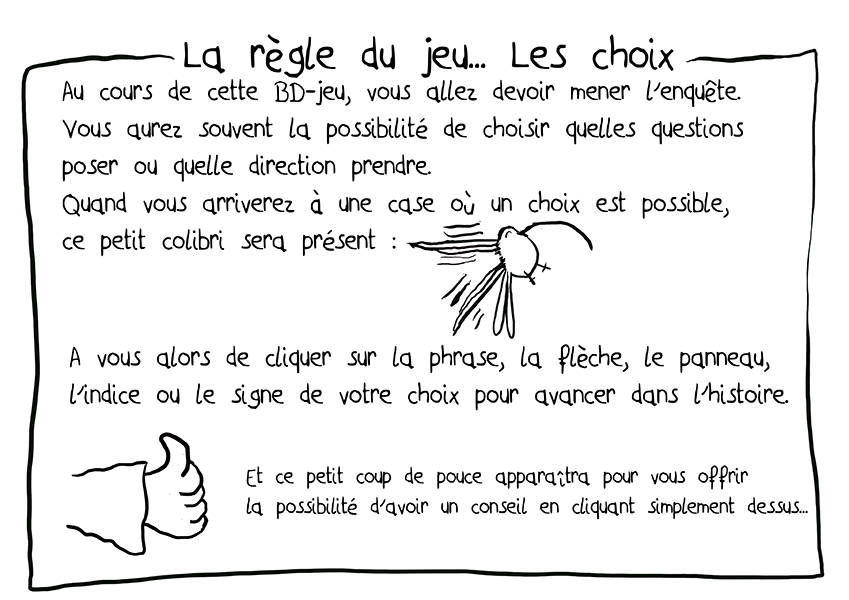 La règle du jeu... Les choix
Au cours de cette BD-jeu, vous allez devoir mener l'enquête.
Vous aurez souvent la possibilité de choisir quelles questions
poser ou quelle direction prendre.
Quand vous arriverez à une case où un choix est possible,
ce petit colibri sera présent :
A vous alors de cliquer sur la phrase, la flèche, le panneau,
l'indice ou le signe de votre choix pour avancer dans l'histoire.
Et ce petit coup de pouce apparaîtra pour vous offrir
la possibilité d'avoir un conseil en cliquant simplement dessus...